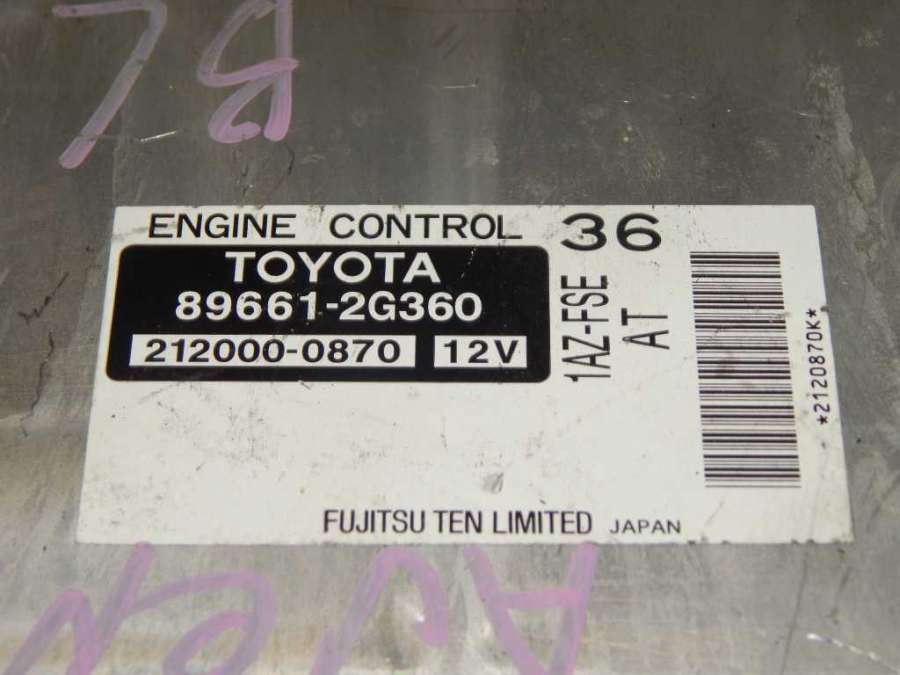 ENGINE CONTROL 36
TOYOTA
89661-2G360
212000-0870 12V
1AZ-FSE
AT
*2120870K*
FUJITSU TEN LIMITED JAPAN